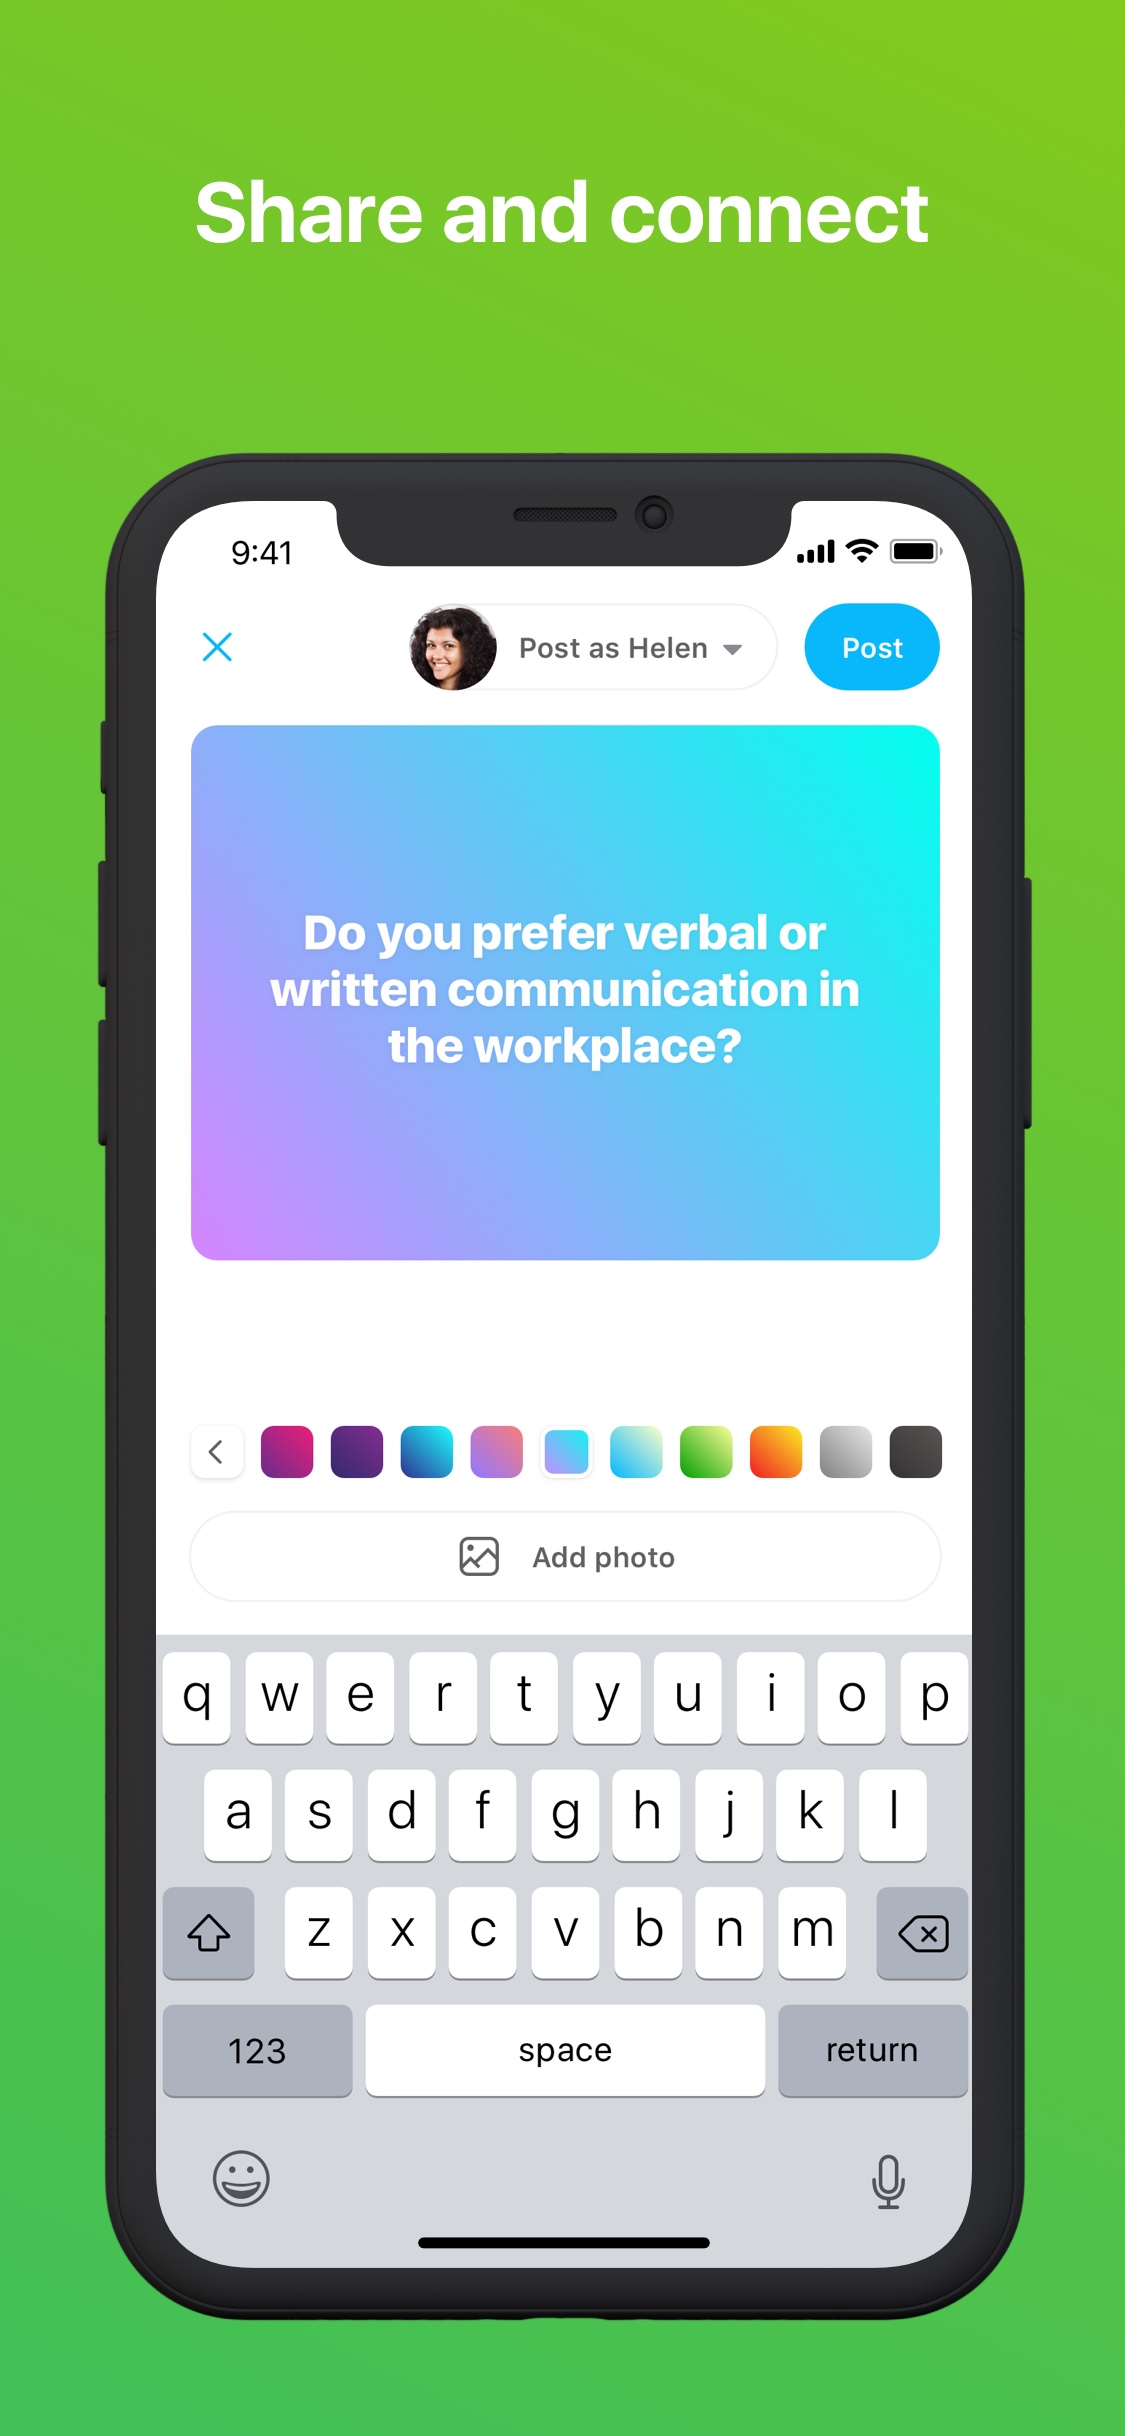 Share and connect
9:41
Post as Helen
Post
Do you prefer verbal or
written communication in
the workplace?
Add photo
q w e r t y u i o p
a s d f g h j k l
z x c v b n m
123 space return